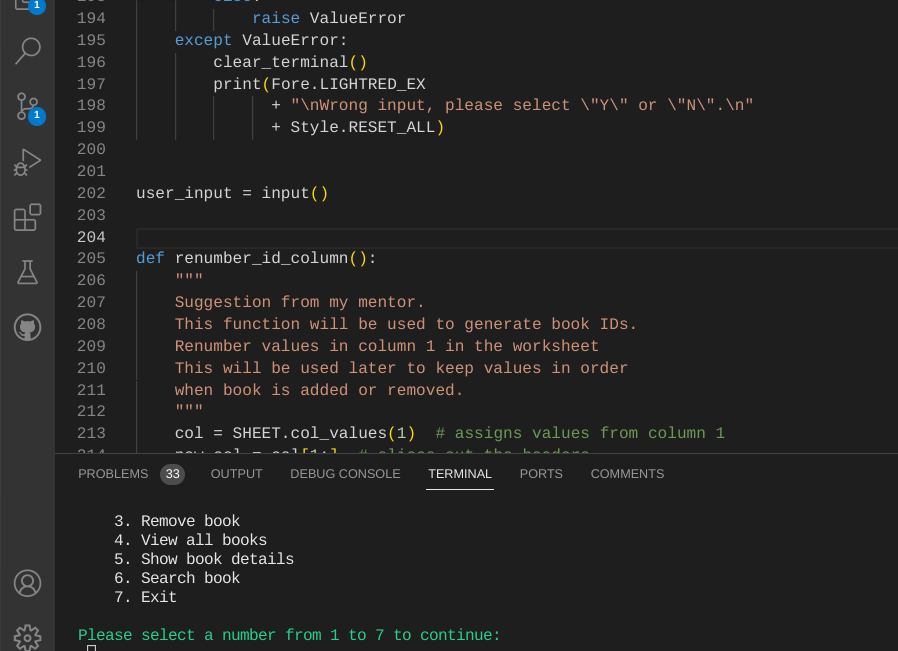 1
194 raise ValueError
195 except ValueError:
196 clear_terminal()
197 print(Fore.LIGHTRED_EX
198 + "\nWrong input, please select \"Y\" or \"N\".\n"
199 + Style.RESET_ALL)
200
201
202 user_input = input()
203
204
205 def renumber_id_column():
206 """
207 Suggestion from my mentor.
208 This function will be used to generate book IDs.
209 Renumber values in column 1 in the worksheet
210 This will be used later to keep values in order
211 when book is added or removed.
212 """
213 col = SHEET.col_values(1)  # assigns values from column 1
1
PROBLEMS 33 OUTPUT DEBUG CONSOLE TERMINAL PORTS COMMENTS
3. Remove book
4. View all books
5. Show book details
6. Search book
7. Exit
Please select a number from 1 to 7 to continue: